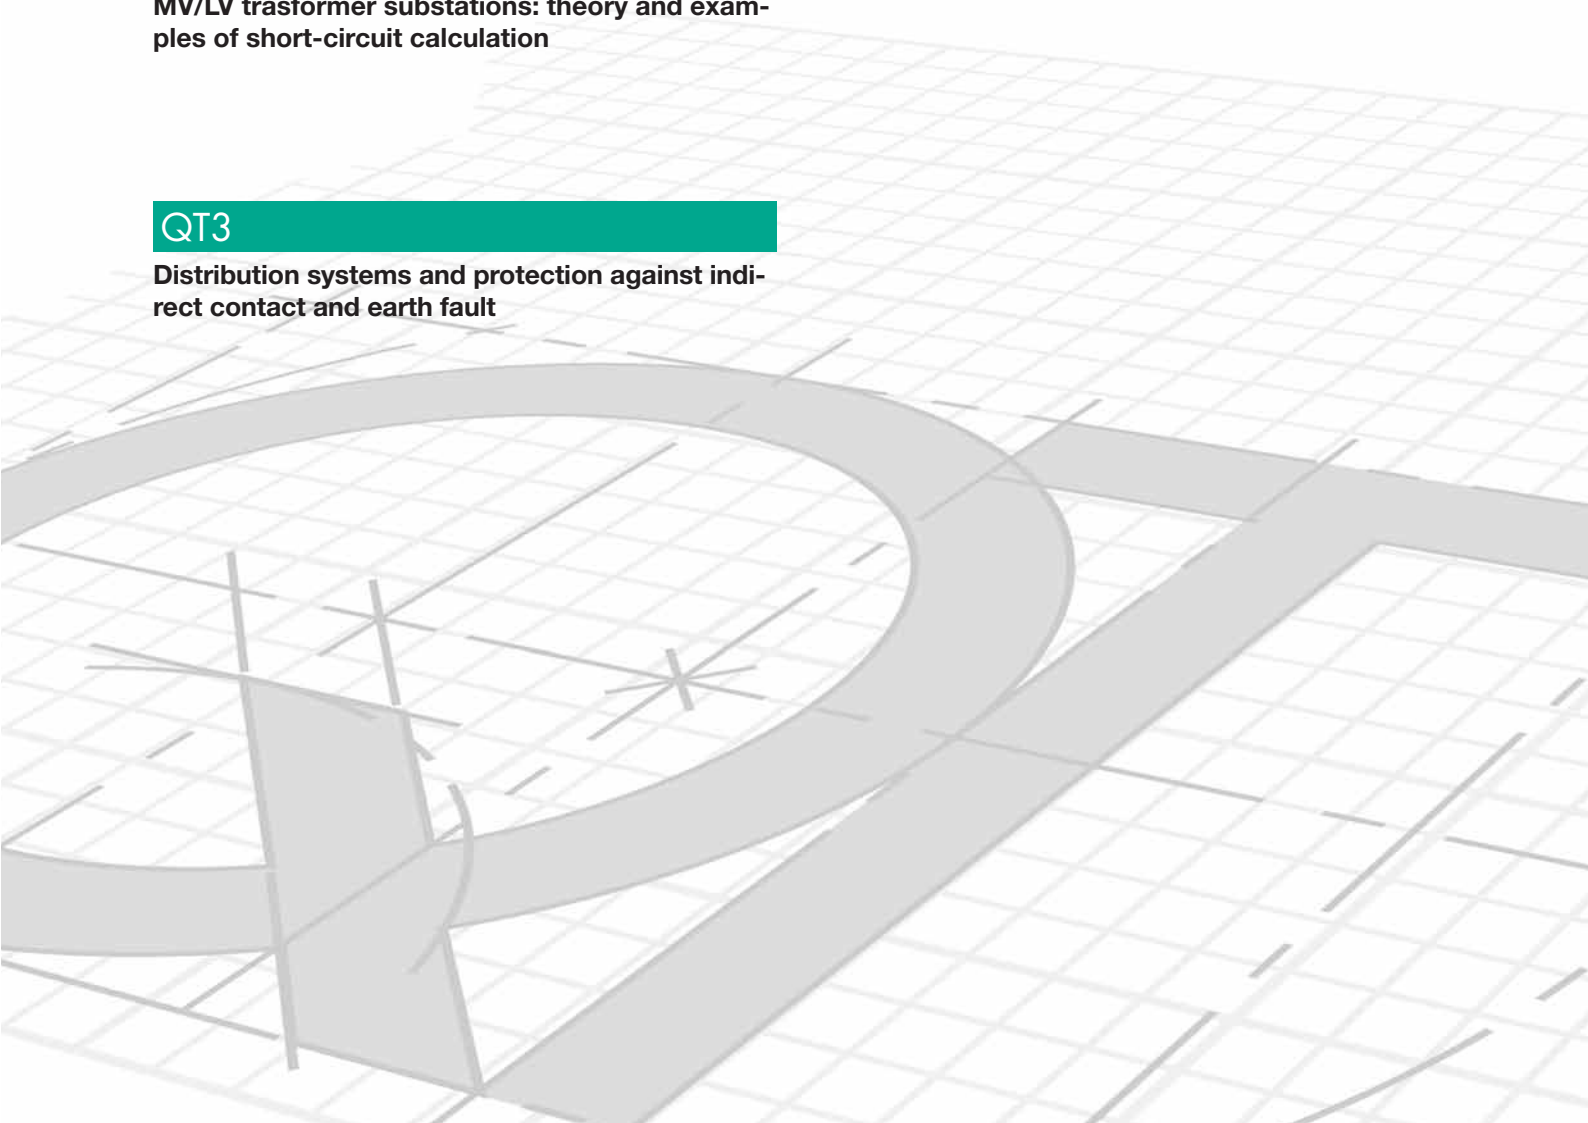 MV/LV trasformer substations: theory and exam-
ples of short-circuit calculation
QT3
Distribution systems and protection against indi-
rect contact and earth fault